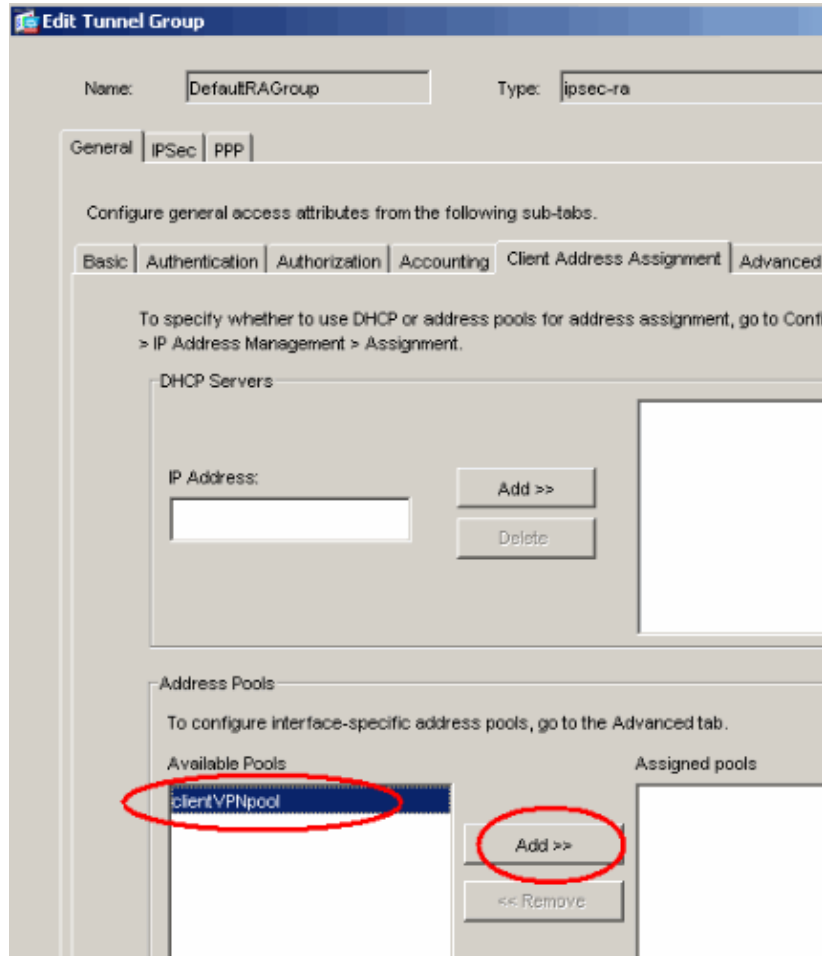 Edit Tunnel Group
Name: DefaultRAGroup Type: ipsec-ra
General IPSec PPP
Configure general access attributes from the following sub-tabs.
Basic Authentication Authorization Accounting Client Address Assignment Advanced
To specify whether to use DHCP or address pools for address assignment, go to Confi
> IP Address Management > Assignment.
DHCP Servers
IP Address:
Add >>
Delete
Address Pools
To configure interface-specific address pools, go to the Advanced tab.
Available Pools Assigned pools
clientVPNpool
Add >>
<< Remove